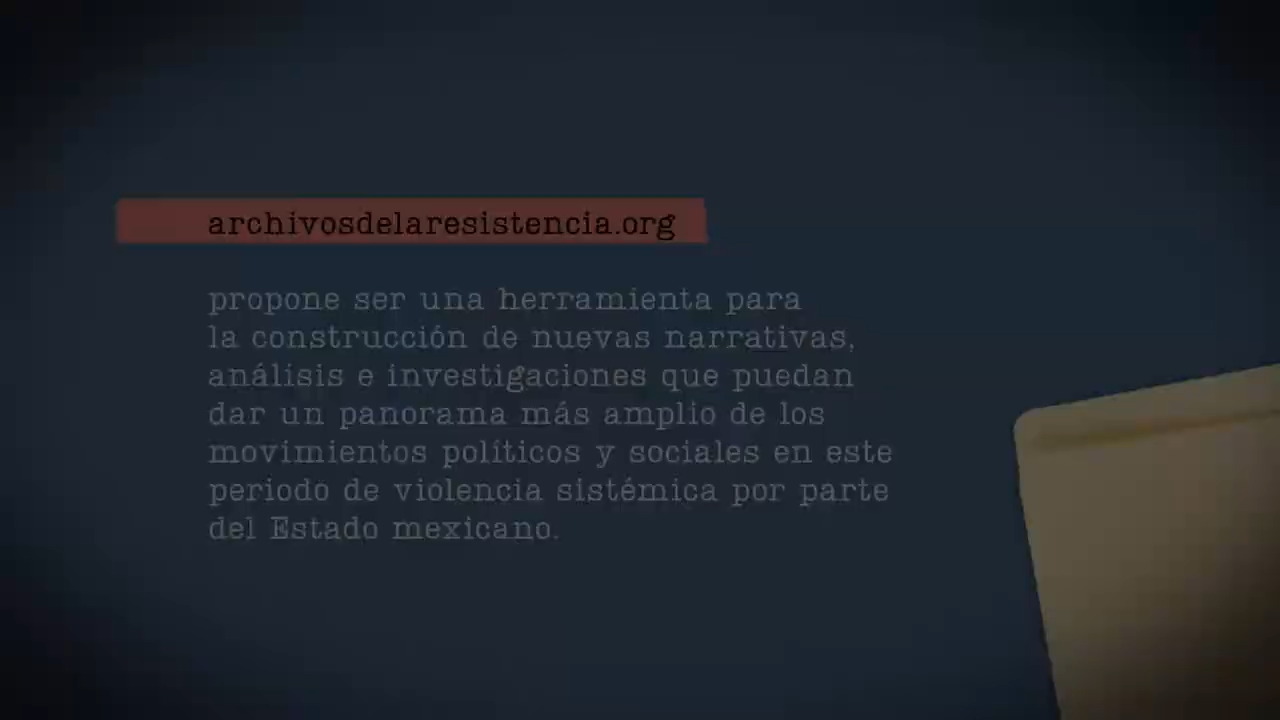 archivosdelaresistencia.org
propone ser una herramienta para
la construcción de nuevas narrativas,
análisis e investigaciones que puedan
dar un panorama más amplio de los
movimientos políticos y sociales en este
periodo de violencia sistémica por parte
del Estado mexicano.